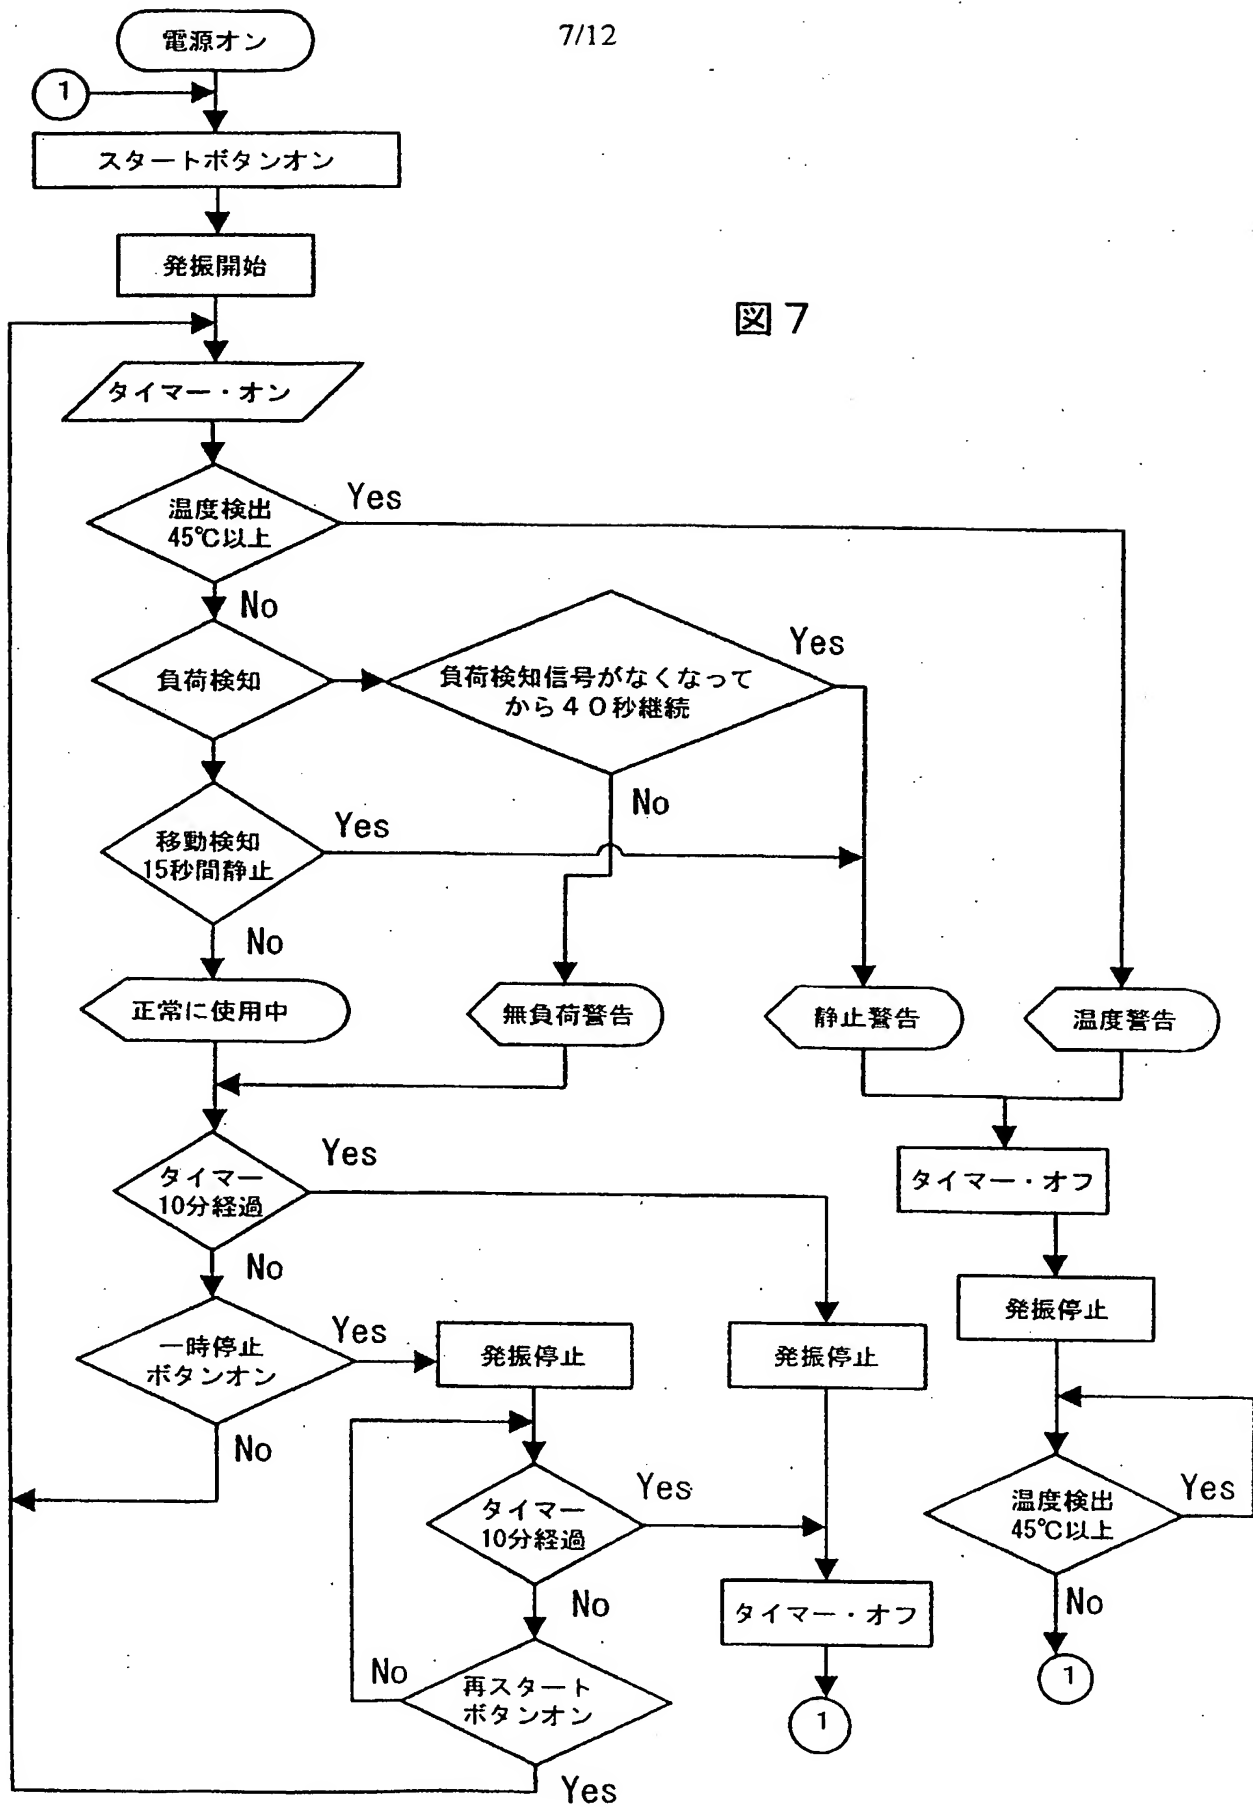 7/12
電源オン
1
スタートボタンオン
発振開始
図7
タイマー・オン
温度検出
45℃以上
Yes
No
負荷検知
負荷検知信号がなくなって
から40秒継続
Yes
No
移動検知
15秒間静止
Yes
No
正常に使用中
無負荷警告
静止警告
温度警告
タイマー
10分経過
Yes
No
タイマー・オフ
発振停止
一時停止
ボタンオン
Yes
No
発振停止
発振停止
タイマー
10分経過
Yes
No
温度検出
45℃以上
Yes
No
タイマー・オフ
再スタート
ボタンオン
No
Yes
1
1